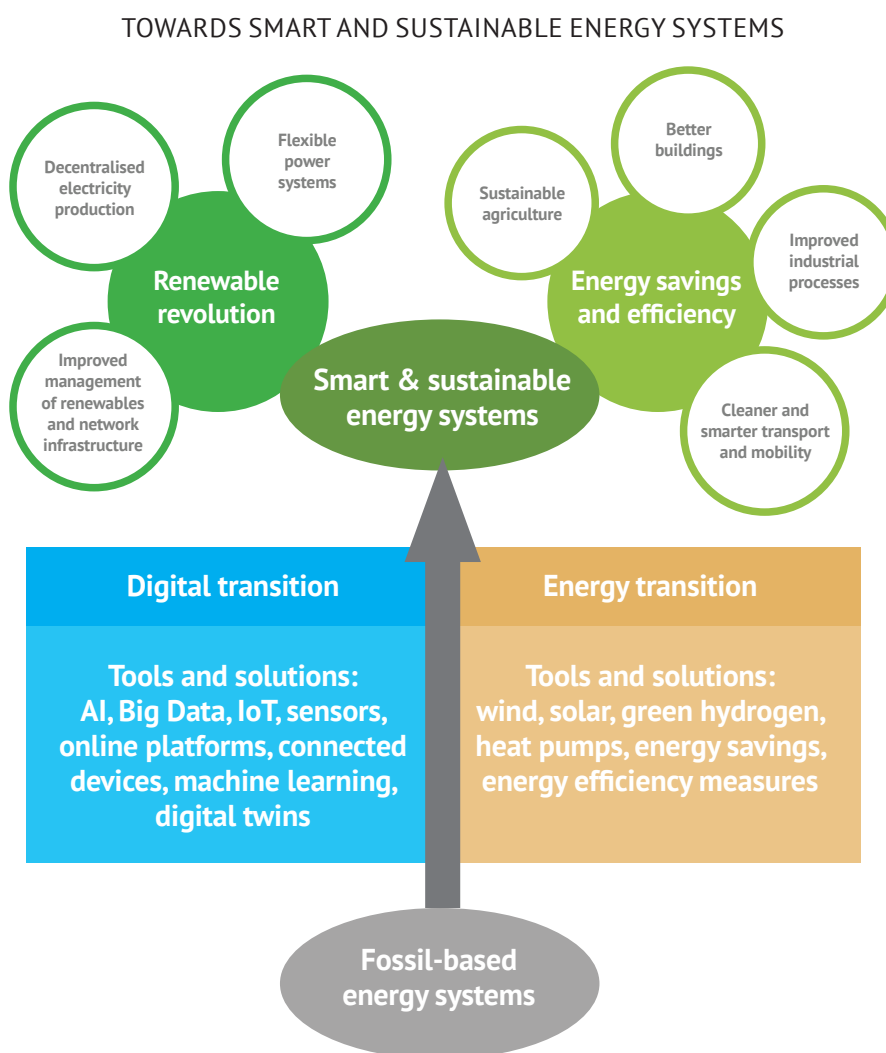 TOWARDS SMART AND SUSTAINABLE ENERGY SYSTEMS
Decentralised
electricity
production
Flexible
power
systems
Renewable
revolution
Improved
management
of renewables
and network
infrastructure
Sustainable
agriculture
Better
buildings
Energy savings
and efficiency
Improved
industrial
processes
Cleaner and
smarter transport
and mobility
Smart & sustainable
energy systems
Digital transition
Tools and solutions:
AI, Big Data, IoT, sensors,
online platforms, connected
devices, machine learning,
digital twins
Energy transition
Tools and solutions:
wind, solar, green hydrogen,
heat pumps, energy savings,
energy efficiency measures
Fossil-based
energy systems